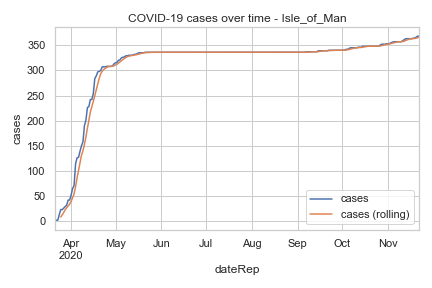 COVID-19 cases over time - Isle_of_Man
cases
350
300
250
200
150
100
50
0
cases
cases (rolling)
Apr
2020
May
Jun
Jul
Aug
Sep
Oct
Nov
dateRep